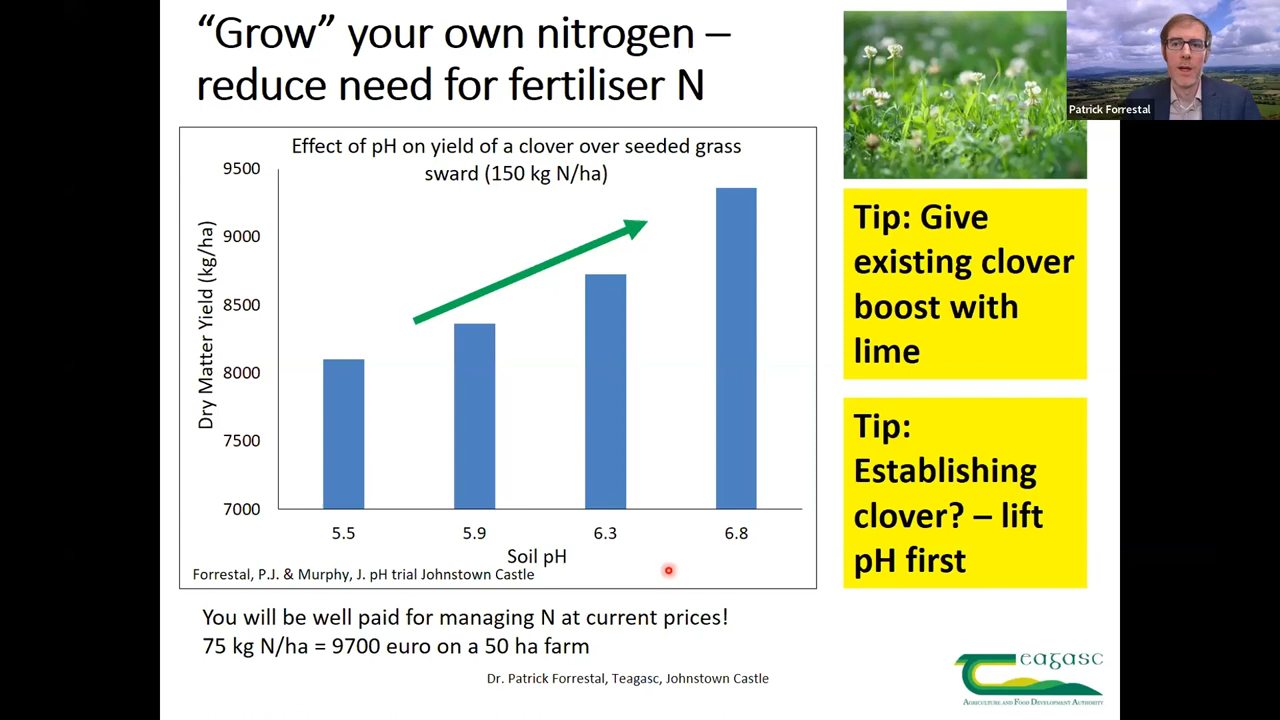 “Grow” your own nitrogen –
reduce need for fertiliser N
Patrick Forrestal
Effect of pH on yield of a clover over seeded grass
sward (150 kg N/ha)
Dry Matter Yield (kg/ha)
9500
9000
8500
8000
7500
7000
5.5 5.9 6.3 6.8
Soil pH
Forrestal, P.J. & Murphy, J. pH trial Johnstown Castle
Tip: Give
existing clover
boost with
lime
Tip:
Establishing
clover? – lift
pH first
You will be well paid for managing N at current prices!
75 kg N/ha = 9700 euro on a 50 ha farm
Dr. Patrick Forrestal, Teagasc, Johnstown Castle
eagasc
Agriculture and Food Development Authority